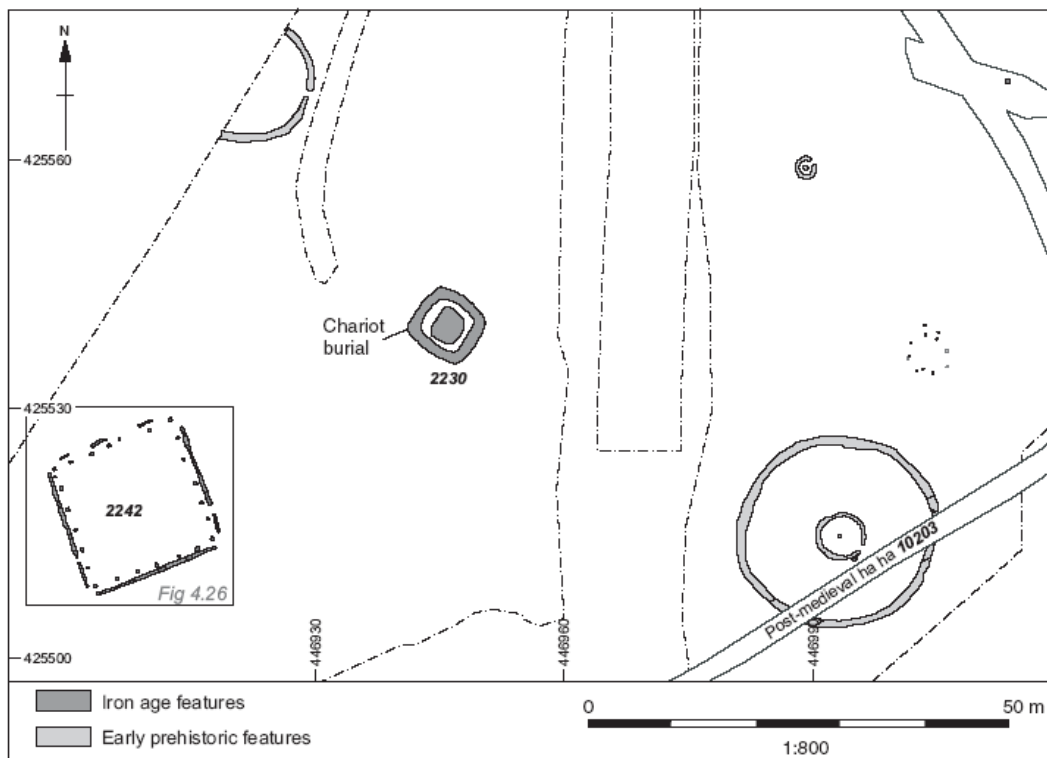 N
425560
Chariot
burial
2230
425530
2242
Fig 4.26
Post-medieval ha ha 10203
425500
446930
446960
Iron age features
Early prehistoric features
0
50 m
1:800